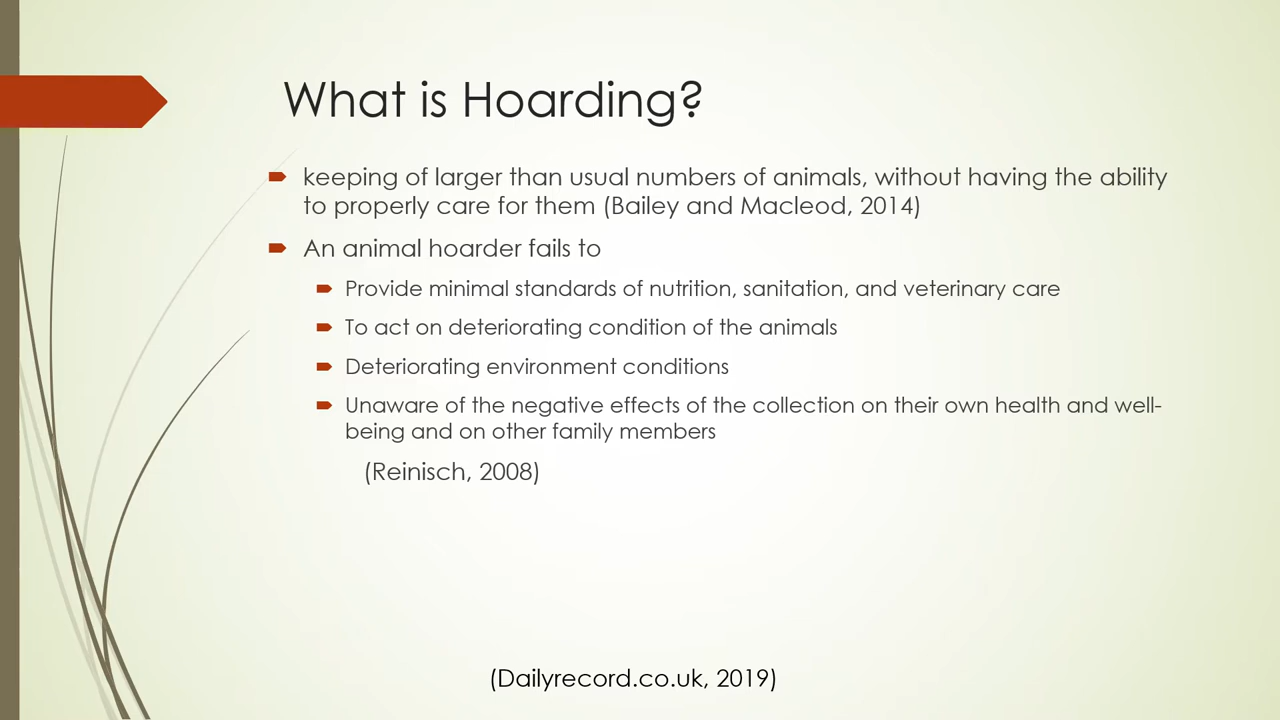 What is Hoarding?
keeping of larger than usual numbers of animals, without having the ability
to properly care for them (Bailey and Macleod, 2014)
An animal hoarder fails to
Provide minimal standards of nutrition, sanitation, and veterinary care
To act on deteriorating condition of the animals
Deteriorating environment conditions
Unaware of the negative effects of the collection on their own health and well-
being and on other family members
(Reinisch, 2008)
(Dailyrecord.co.uk, 2019)